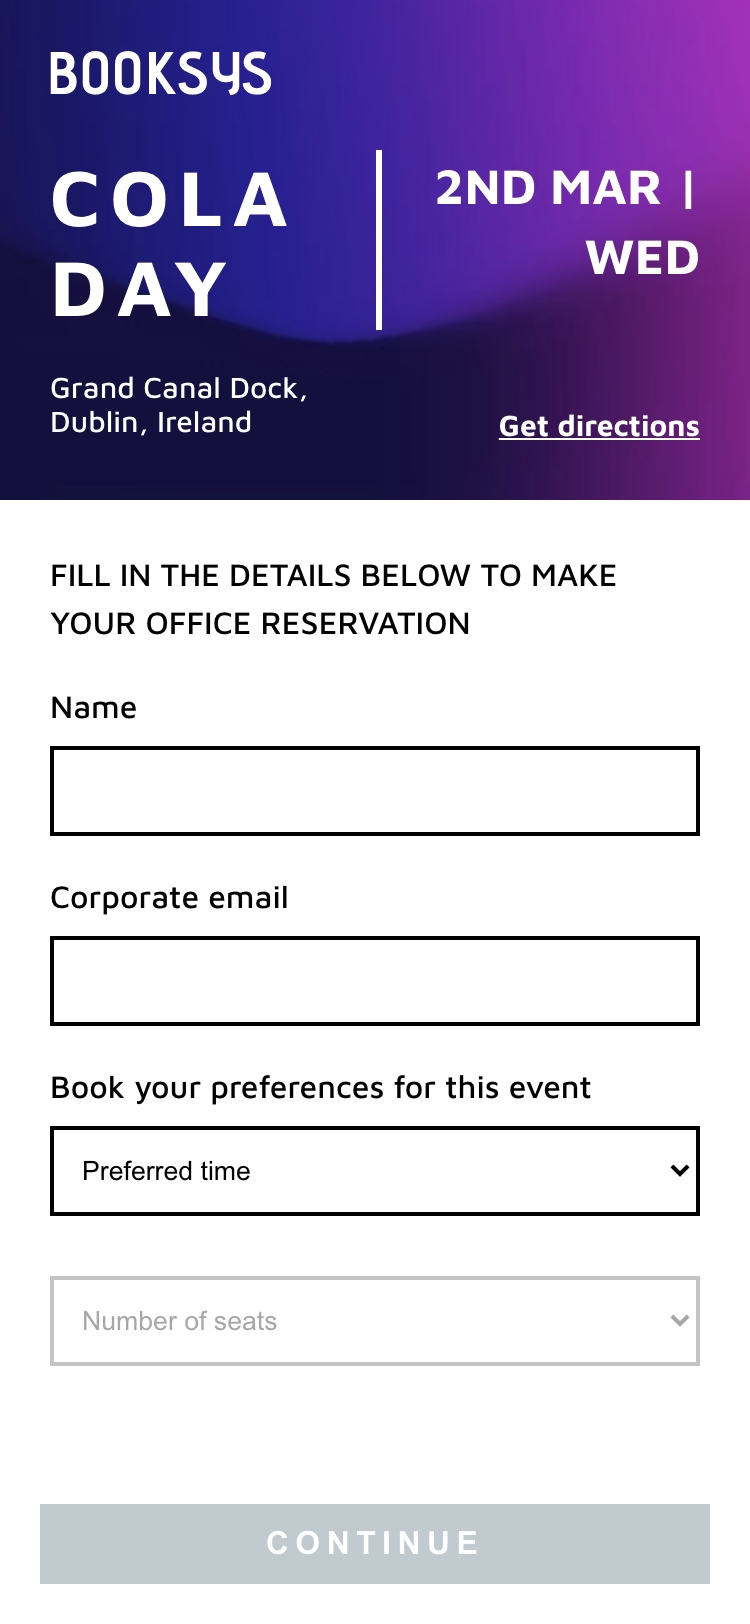 BOOKSYS
COLA
DAY
2ND MAR |
WED
Grand Canal Dock,
Dublin, Ireland
Get directions
FILL IN THE DETAILS BELOW TO MAKE
YOUR OFFICE RESERVATION
Name
Corporate email
Book your preferences for this event
Preferred time
Number of seats
CONTINUE